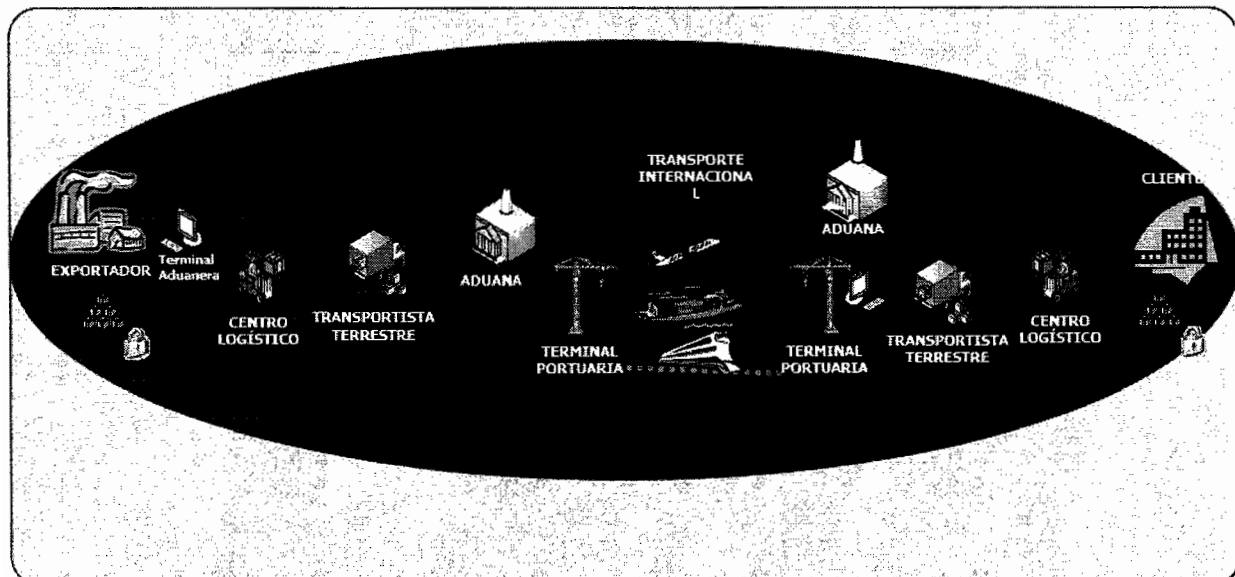 EXPORTADOR
Terminal
Aduanera
CENTRO
LOGÍSTICO
TRANSPORTISTA
TERRESTRE
ADUANA
TERMINAL
PORTUARIA
TRANSPORTE
INTERNACIONA
L
ADUANA
TERMINAL
PORTUARIA
TRANSPORTISTA
TERRESTRE
CENTRO
LOGÍSTICO
CLIENTE